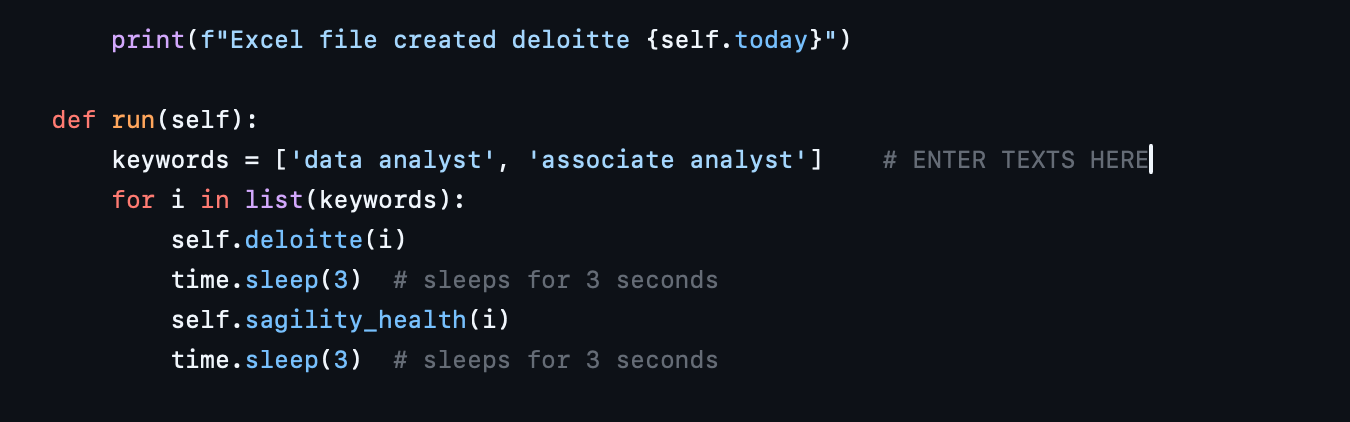 print(f"Excel file created deloitte {self.today}")
def run(self):
keywords = ['data analyst', 'associate analyst']    # ENTER TEXTS HERE
for i in list(keywords):
self.deloitte(i)
time.sleep(3)  # sleeps for 3 seconds
self.sagility_health(i)
time.sleep(3)  # sleeps for 3 seconds